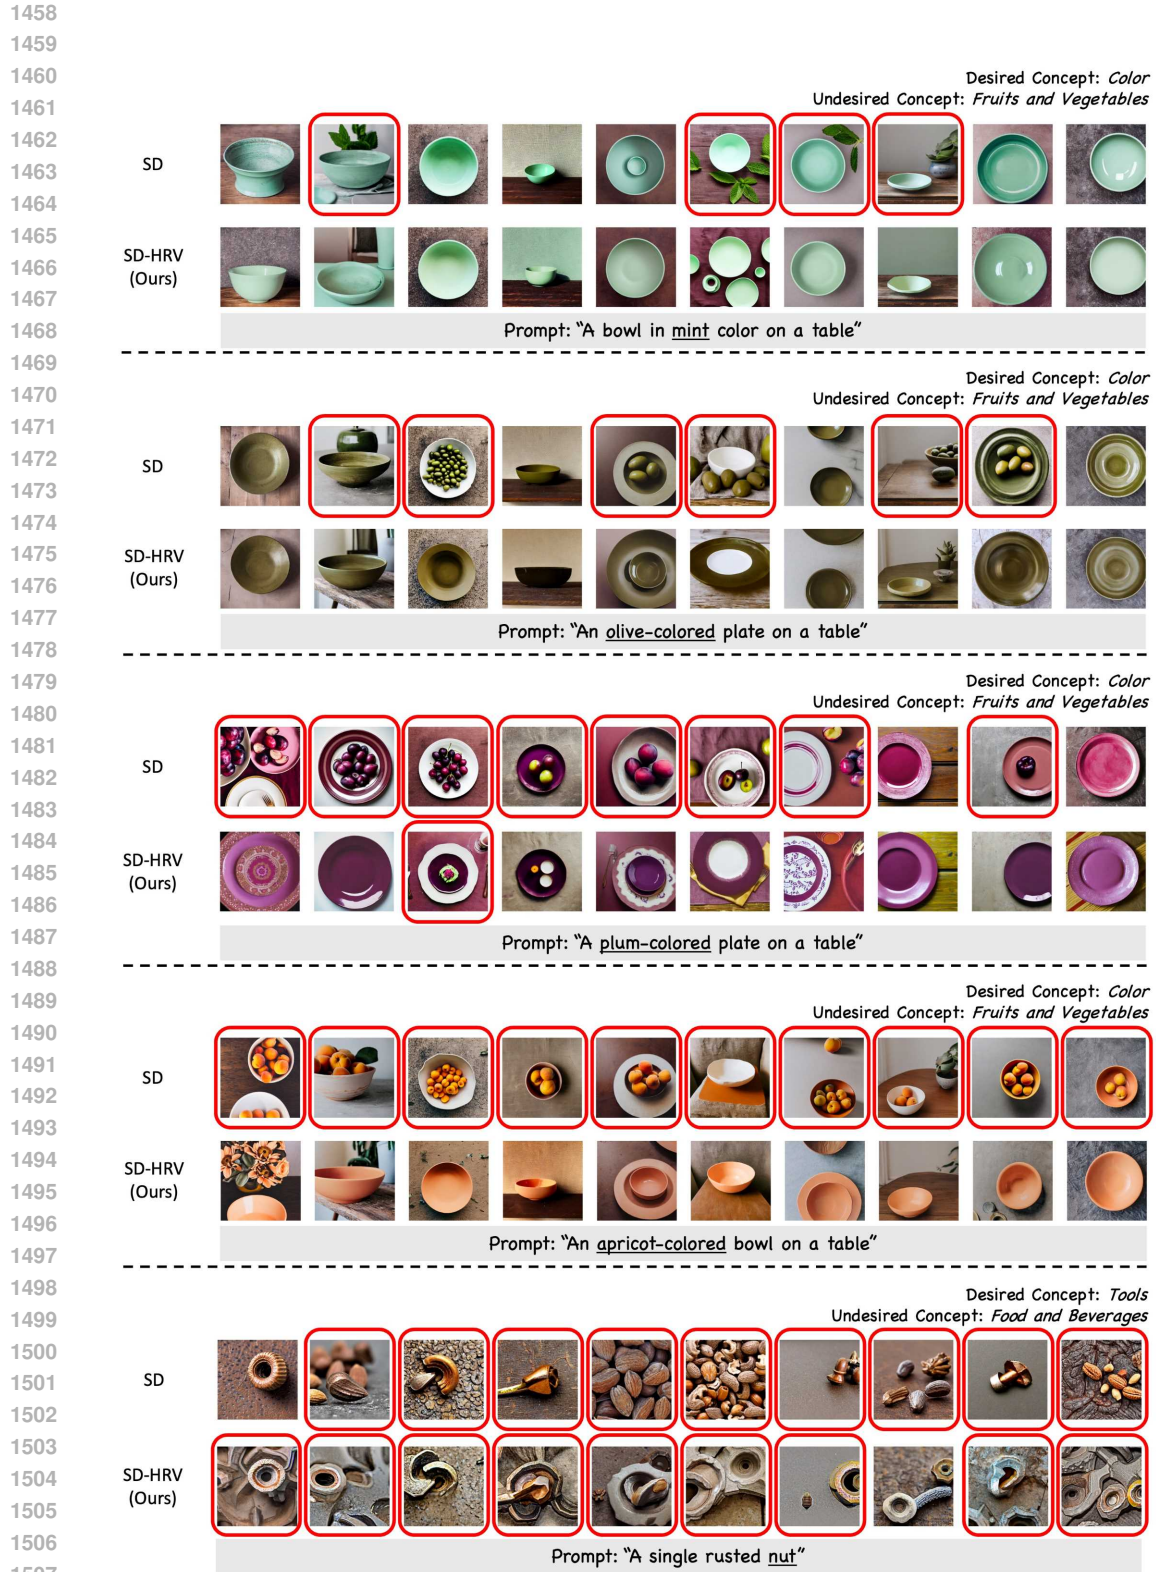 1458
1459
1460
1461
1462
1463
1464
1465
1466
1467
1468
1469
1470
1471
1472
1473
1474
1475
1476
1477
1478
1479
1480
1481
1482
1483
1484
1485
1486
1487
1488
1489
1490
1491
1492
1493
1494
1495
1496
1497
1498
1499
1500
1501
1502
1503
1504
1505
1506
Desired Concept: Color
Undesired Concept: Fruits and Vegetables
SD
SD-HRV
(Ours)
Prompt: “A bowl in mint color on a table”
Desired Concept: Color
Undesired Concept: Fruits and Vegetables
SD
SD-HRV
(Ours)
Prompt: “An olive-colored plate on a table”
Desired Concept: Color
Undesired Concept: Fruits and Vegetables
SD
SD-HRV
(Ours)
Prompt: “A plum-colored plate on a table”
Desired Concept: Color
Undesired Concept: Fruits and Vegetables
SD
SD-HRV
(Ours)
Prompt: “An apricot-colored bowl on a table”
Desired Concept: Tools
Undesired Concept: Food and Beverages
SD
SD-HRV
(Ours)
Prompt: “A single rusted nut”